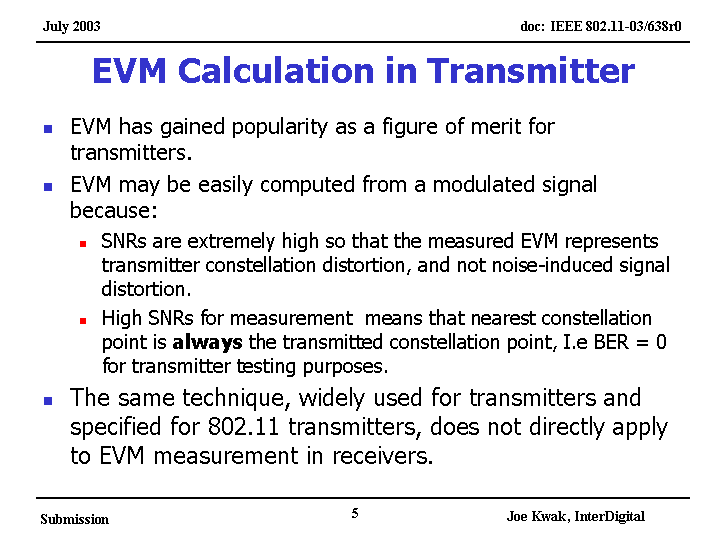 July 2003
doc: IEEE 802.11-03/638r0
EVM Calculation in Transmitter
EVM has gained popularity as a figure of merit for
transmitters.
EVM may be easily computed from a modulated signal
because:
SNRs are extremely high so that the measured EVM represents
transmitter constellation distortion, and not noise-induced signal
distortion.
High SNRs for measurement  means that nearest constellation
point is always the transmitted constellation point, I.e BER = 0
for transmitter testing purposes.
The same technique, widely used for transmitters and
specified for 802.11 transmitters, does not directly apply
to EVM measurement in receivers.
Submission
5
Joe Kwak, InterDigital